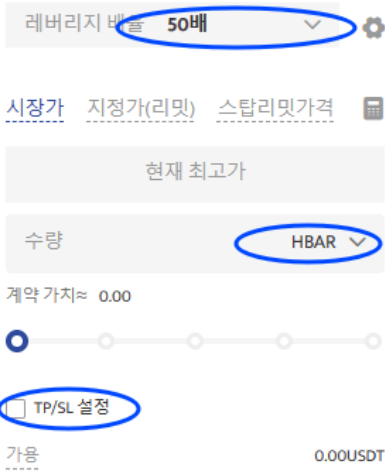 레버리지 배율 50배
시장가 지정가(리밋) 스탑리밋가격
현재 최고가
수량 HBAR
계약 가치≈ 0.00
TP/SL 설정
가용 0.00USDT